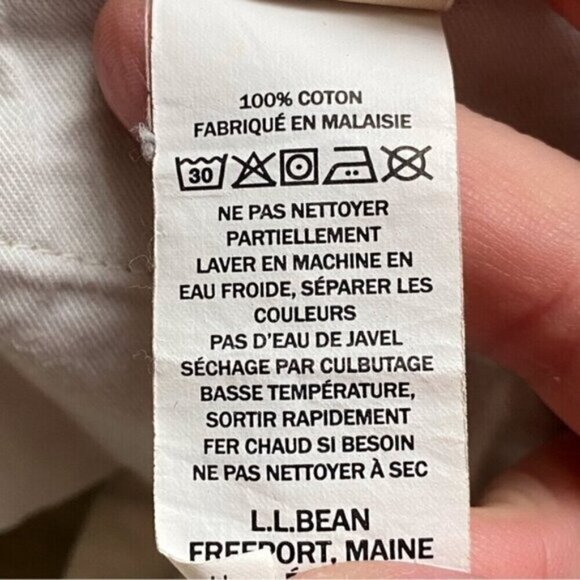 100% COTON
FABRIQUÉ EN MALAISIE
30
NE PAS NETTOYER
PARTIELLEMENT
LAVER EN MACHINE EN
EAU FROIDE, SÉPARER LES
COULEURS
PAS D'EAU DE JAVEL
SÉCHAGE PAR CULBUTAGE
BASSE TEMPÉRATURE,
SORTIR RAPIDEMENT
FER CHAUD SI BESOIN
NE PAS NETTOYER À SEC
L.L.BEAN
FREEPORT, MAINE